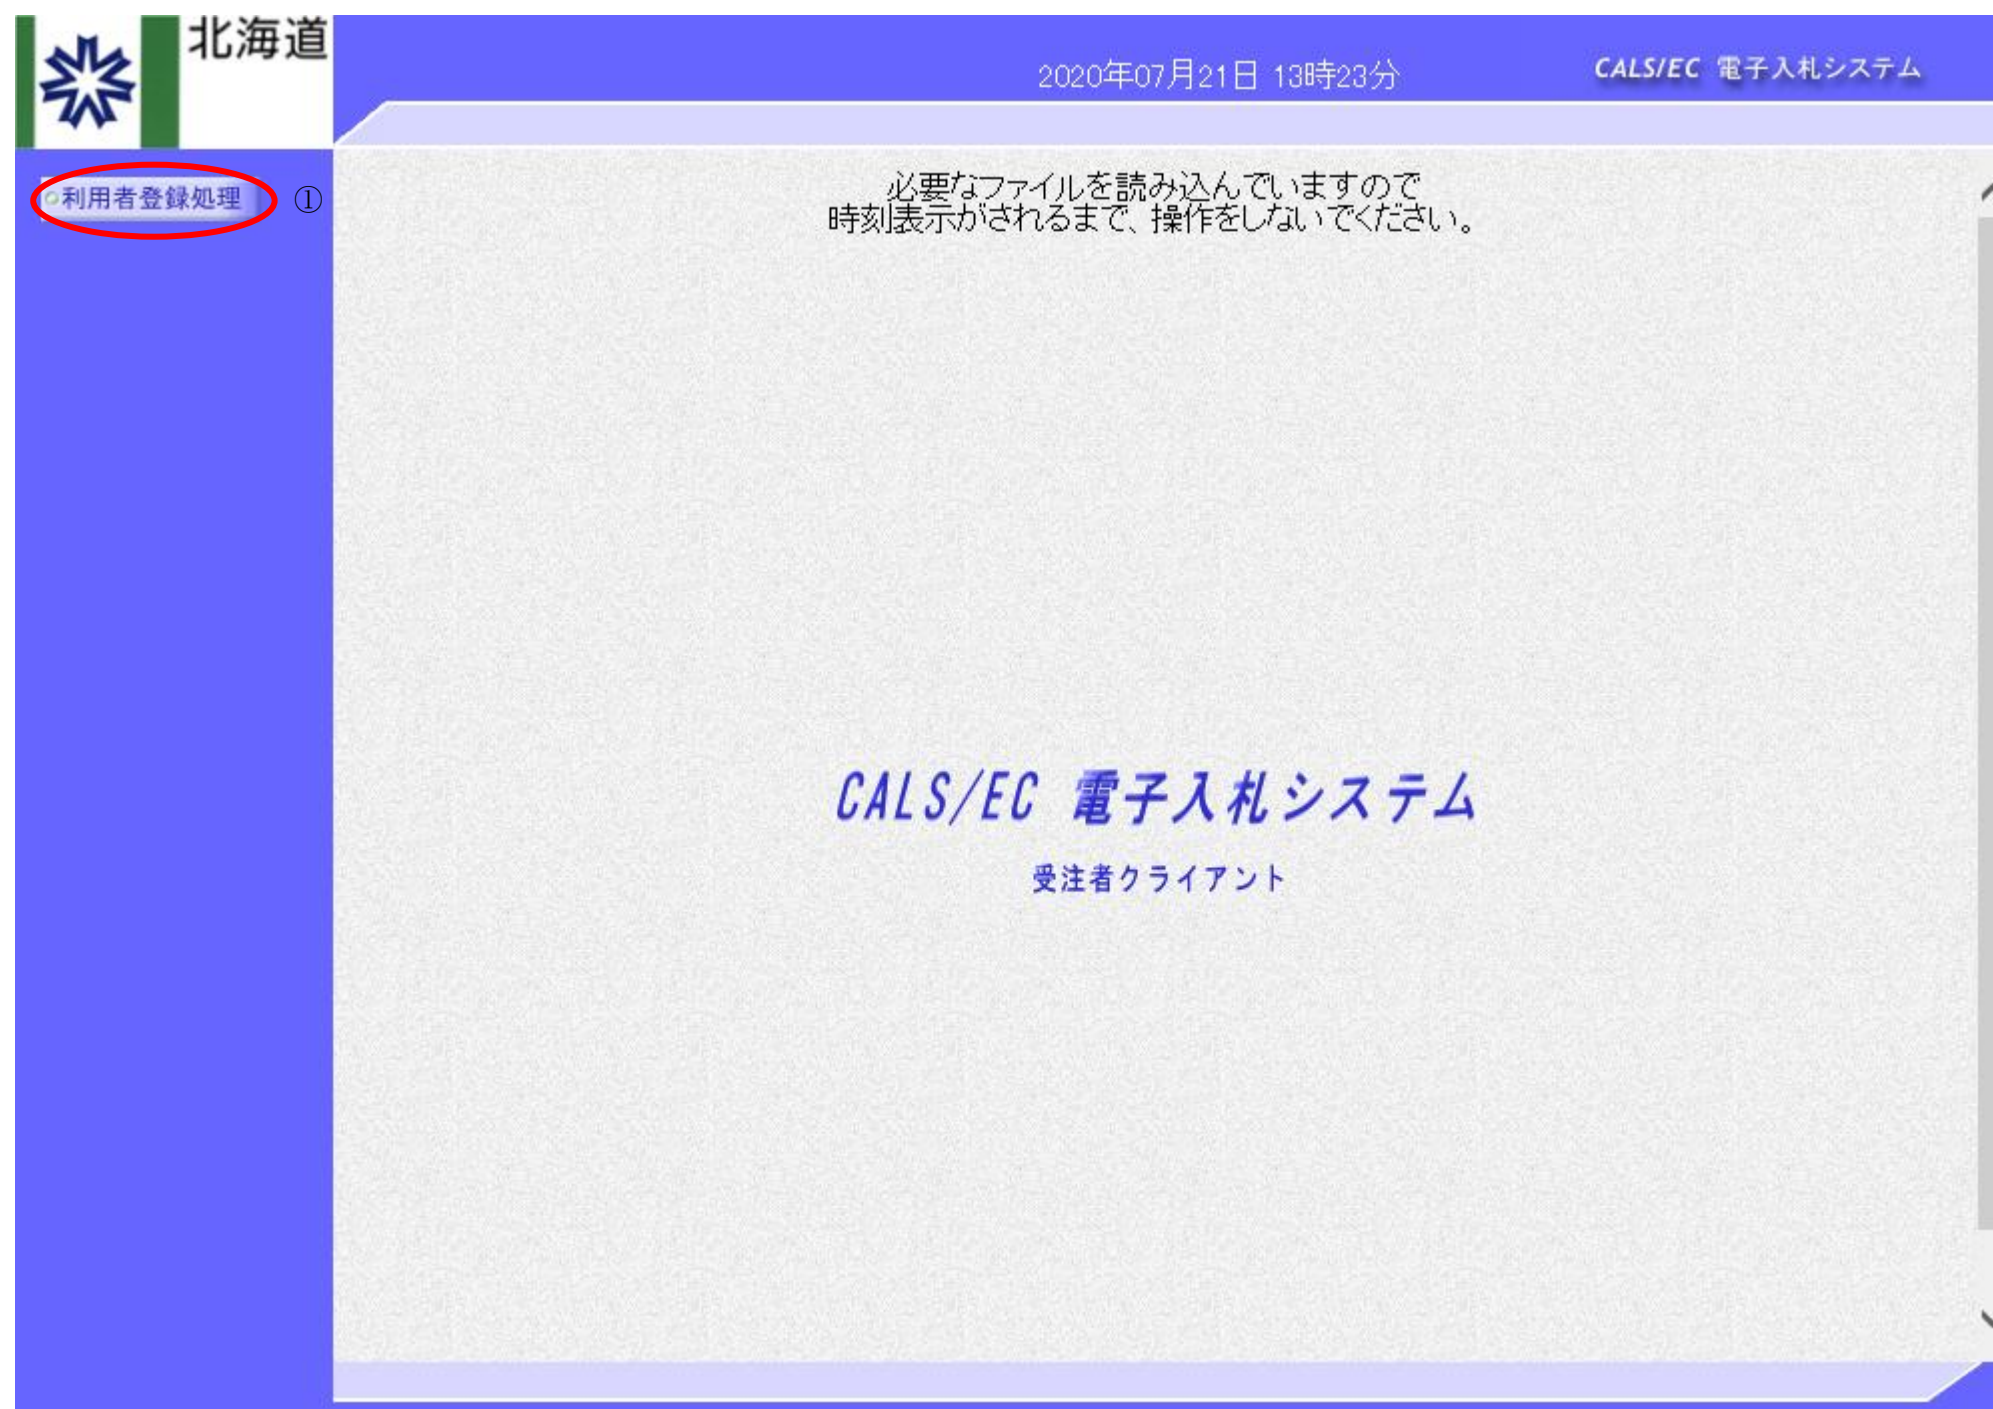 北海道
2020年07月21日 13時23分
CALS/EC 電子入札システム
利用者登録処理
①
必要なファイルを読み込んでいますので
時刻表示がされるまで、操作をしないでください。
CALS/EC 電子入札システム
受注者クライアント